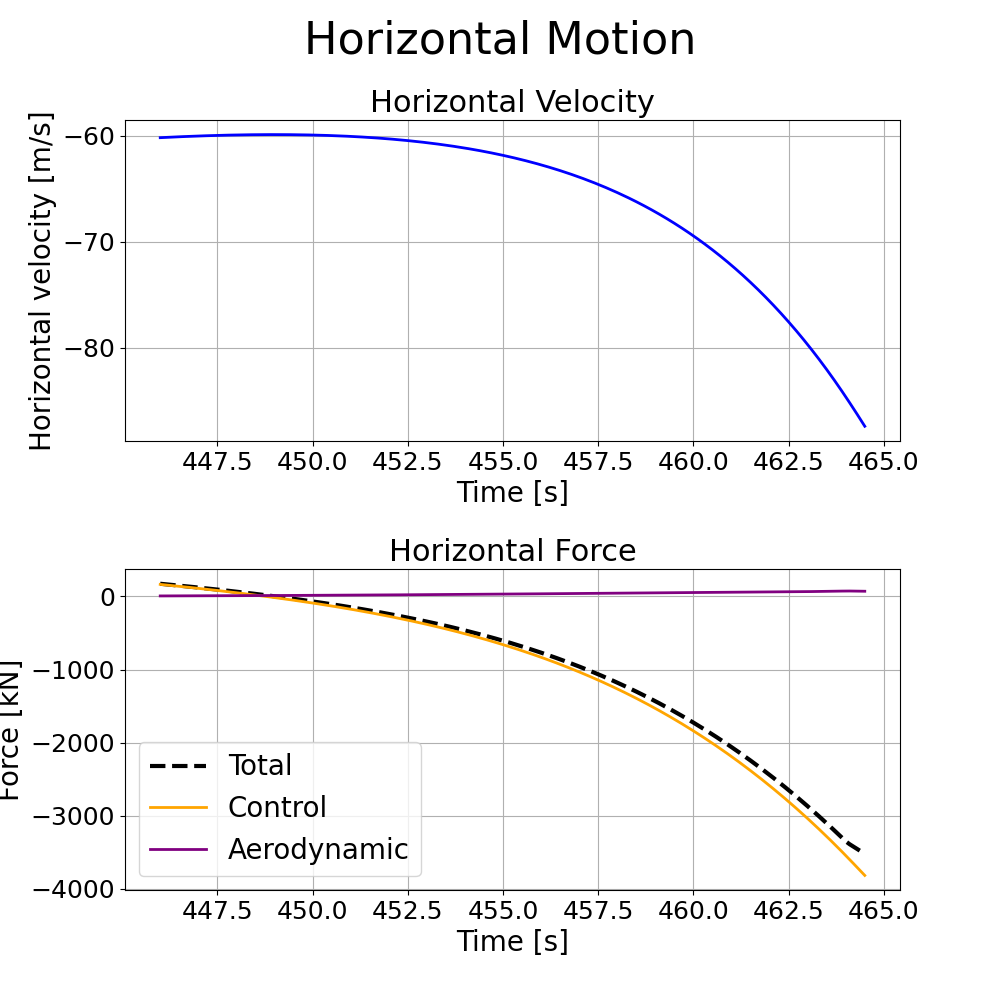 Horizontal Motion
Horizontal Velocity
Horizontal velocity [m/s]
−60
−70
−80
447.5 450.0 452.5 455.0 457.5 460.0 462.5 465.0
Time [s]
Horizontal Force
Force [kN]
0
−1000
−2000
−3000
−4000
Total
Control
Aerodynamic
447.5 450.0 452.5 455.0 457.5 460.0 462.5 465.0
Time [s]